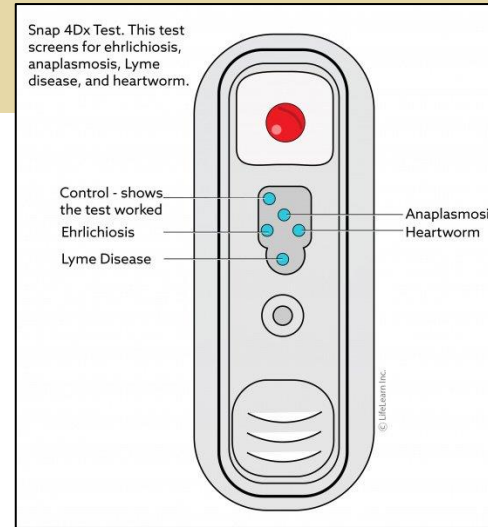 Snap 4Dx Test. This test
screens for ehrlichiosis,
anaplasmosis, Lyme
disease, and heartworm.
Control - shows
the test worked
Anaplasmosi
Ehrlichiosis
Heartworm
Lyme Disease
© LifeLearn Inc.